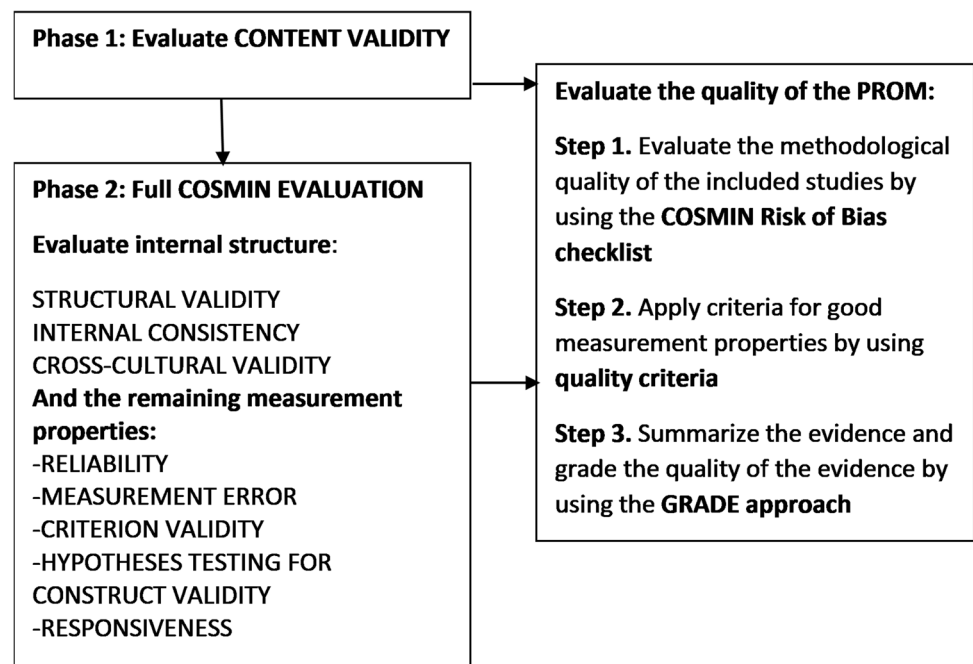 Phase 1: Evaluate CONTENT VALIDITY
Phase 2: Full COSMIN EVALUATION
Evaluate internal structure:
STRUCTURAL VALIDITY
INTERNAL CONSISTENCY
CROSS-CULTURAL VALIDITY
And the remaining measurement
properties:
-RELIABILITY
-MEASUREMENT ERROR
-CRITERION VALIDITY
-HYPOTHESES TESTING FOR
CONSTRUCT VALIDITY
-RESPONSIVENESS
Evaluate the quality of the PROM:
Step 1. Evaluate the methodological
quality of the included studies by
using the COSMIN Risk of Bias
checklist
Step 2. Apply criteria for good
measurement properties by using
quality criteria
Step 3. Summarize the evidence and
grade the quality of the evidence by
using the GRADE approach